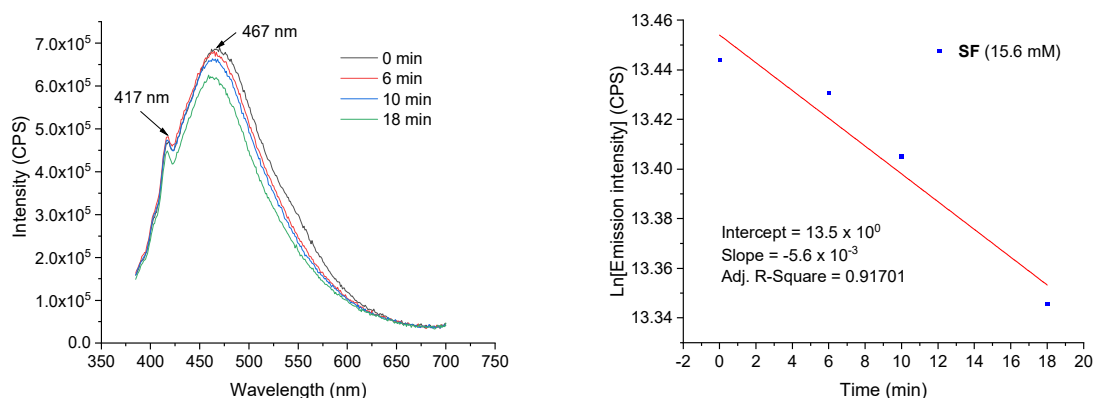 467 nm
417 nm
0 min
6 min
10 min
18 min
7.0x10⁵
6.0x10⁵
5.0x10⁵
4.0x10⁵
3.0x10⁵
2.0x10⁵
1.0x10⁵
0.0
350 400 450 500 550 600 650 700 750
Wavelength (nm)
Intensity (CPS)
13.46
13.44
13.42
13.40
13.38
13.36
13.34
-2 0 2 4 6 8 10 12 14 16 18 20
Time (min)
Ln[Emission intensity] (CPS)
SF (15.6 mM)
Intercept = 13.5 x 10⁰
Slope = -5.6 x 10⁻³
Adj. R-Square = 0.91701